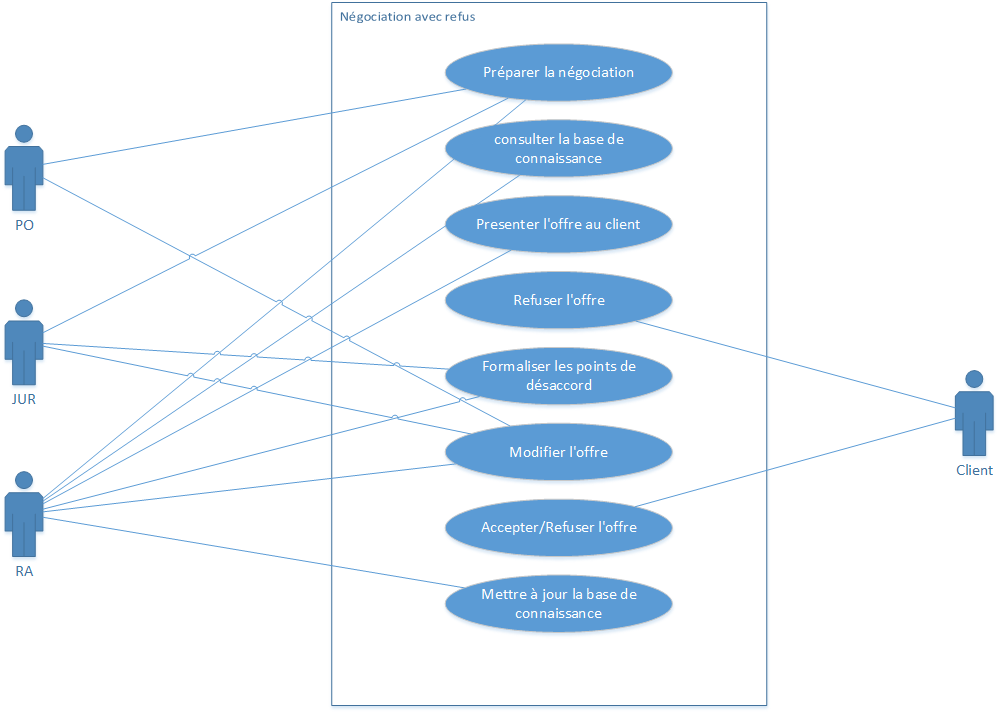 Négociation avec refus
Préparer la négociation
consulter la base de
connaissance
Presenter l'offre au client
Refuser l'offre
Formaliser les points de
désaccord
Modifier l'offre
Accepter/Refuser l'offre
Mettre à jour la base de
connaissance
PO
JUR
RA
Client